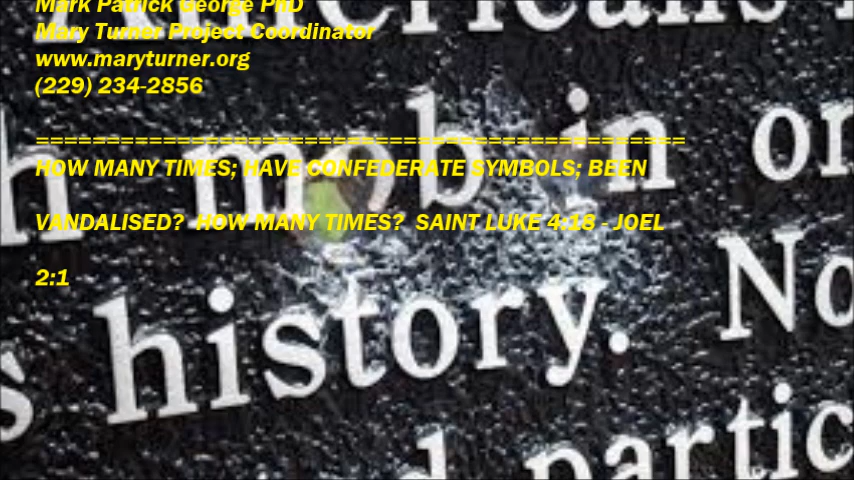 Mark Patrick George PhD
Mary Turner Project Coordinator
www.maryturner.org
(229) 234-2856
==============================================
HOW MANY TIMES; HAVE CONFEDERATE SYMBOLS; BEEN
VANDALISED? HOW MANY TIMES? SAINT LUKE 4:18 - JOEL
2:1
mob in
history. No